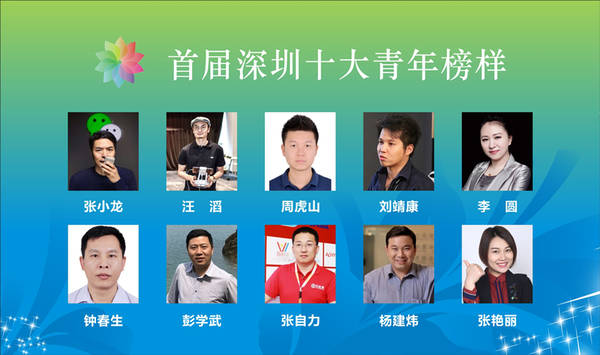 首届深圳十大青年榜样
张小龙 汪 滔 周虎山 刘靖康 李 圆
钟春生 彭学武 张自力 杨建炜 张艳丽